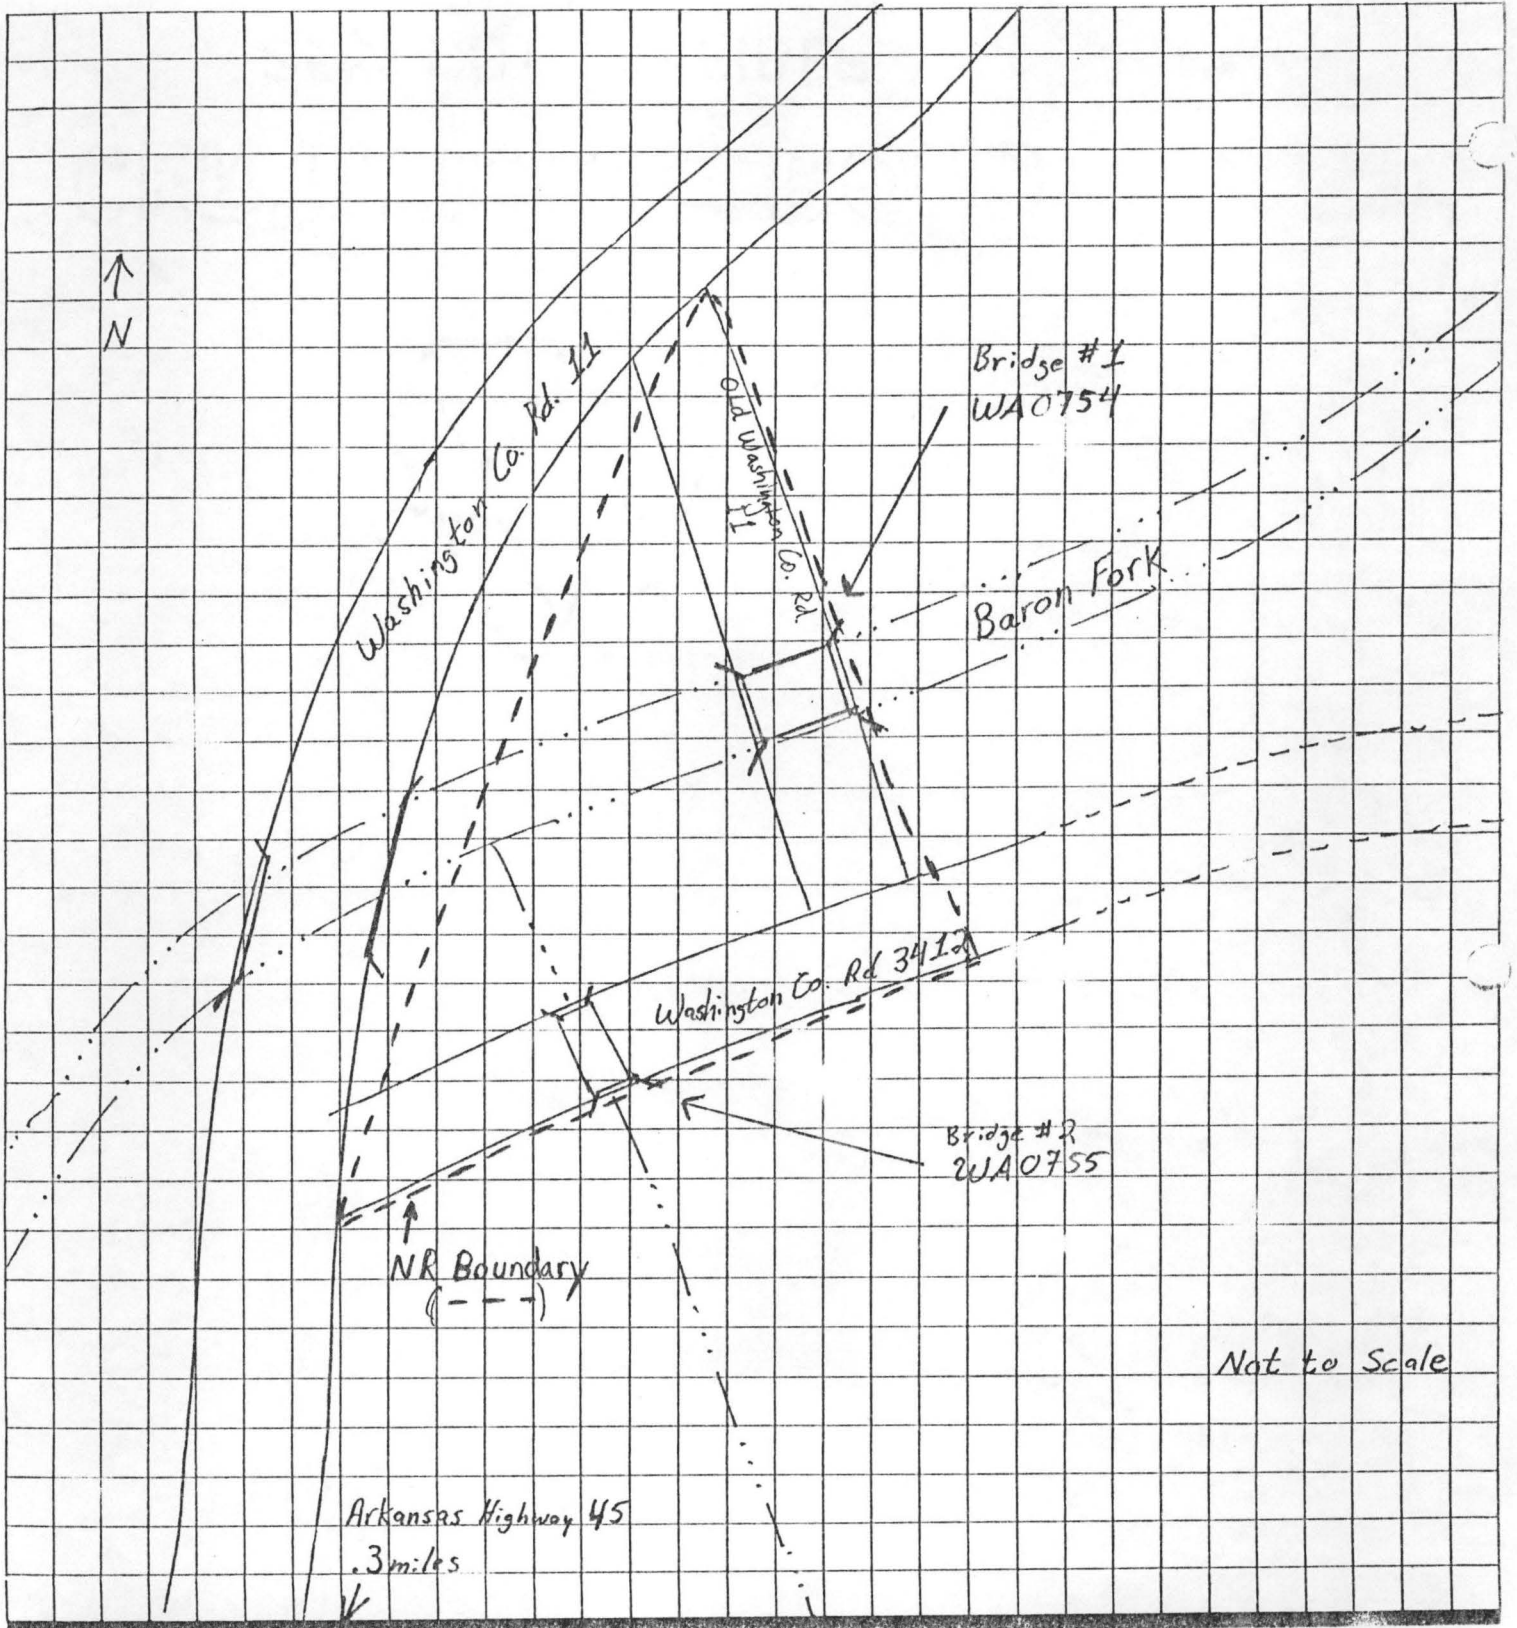 N
Washington Co. Rd. 11
Old Washington Co. Rd.
11
Bridge #1
WA0754
Baron Fork
Washington Co. Rd 3412
Bridge #2
WA0755
NR Boundary
(----)
Not to Scale
Arkansas Highway 45
.3 miles